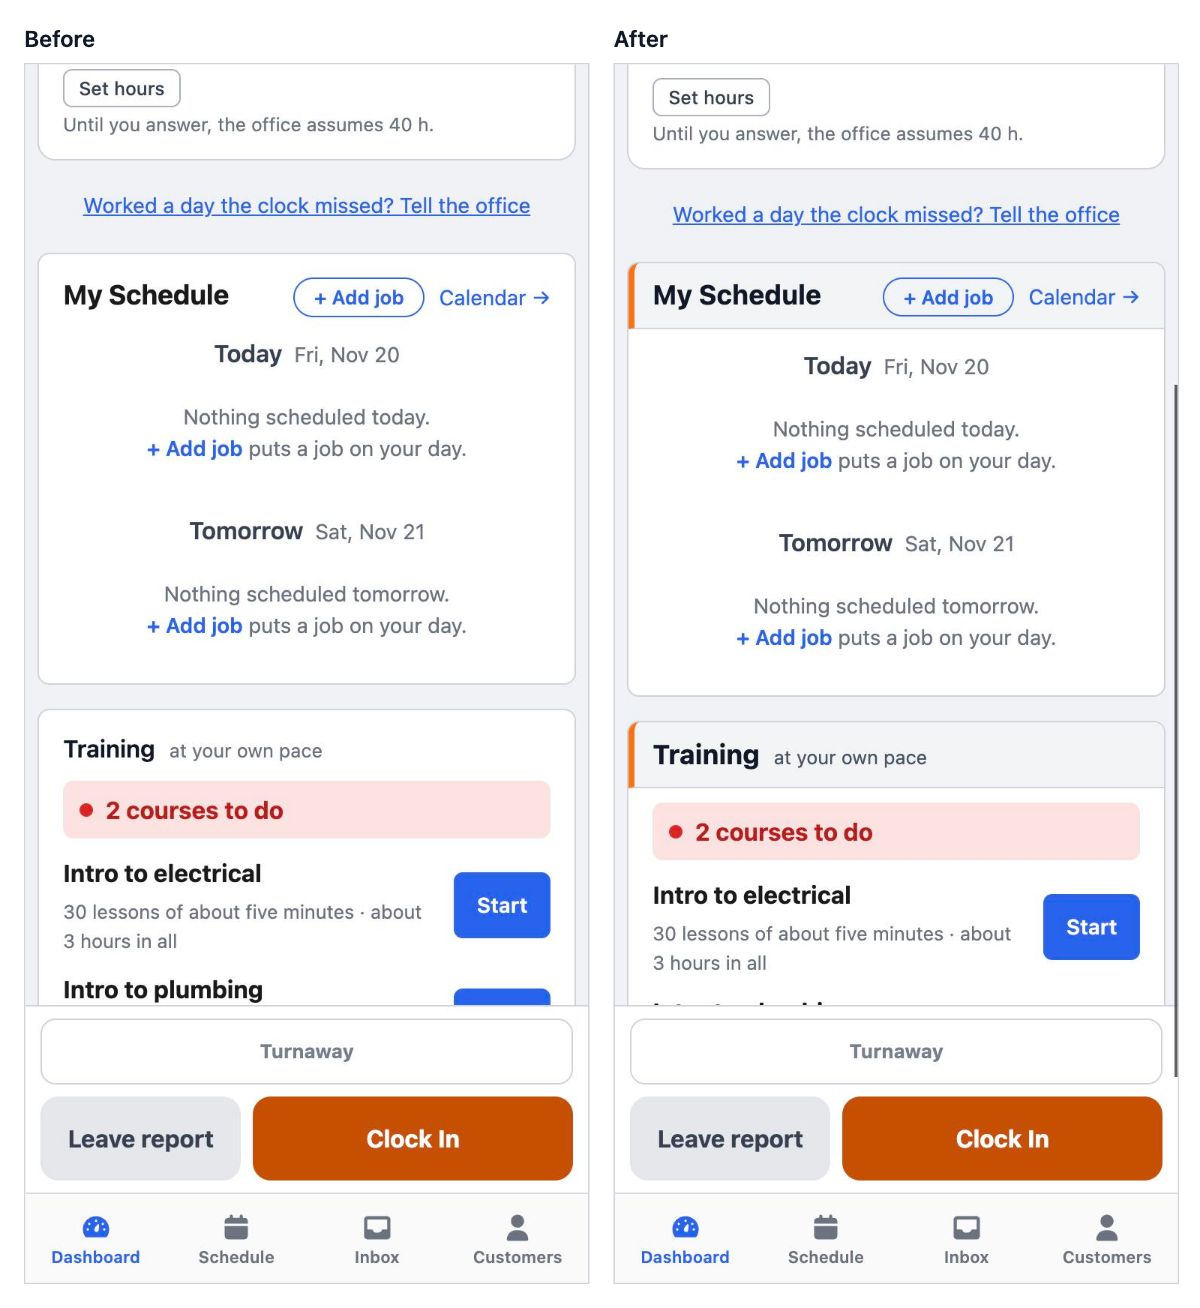 Before
Set hours
Until you answer, the office assumes 40 h.
Worked a day the clock missed? Tell the office
My Schedule
+ Add job
Calendar →
Today Fri, Nov 20
Nothing scheduled today.
+ Add job puts a job on your day.
Tomorrow Sat, Nov 21
Nothing scheduled tomorrow.
+ Add job puts a job on your day.
Training at your own pace
2 courses to do
Intro to electrical
30 lessons of about five minutes · about
3 hours in all
Start
Intro to plumbing
Turnaway
Leave report
Clock In
Dashboard
Schedule
Inbox
Customers
After
Set hours
Until you answer, the office assumes 40 h.
Worked a day the clock missed? Tell the office
My Schedule
+ Add job
Calendar →
Today Fri, Nov 20
Nothing scheduled today.
+ Add job puts a job on your day.
Tomorrow Sat, Nov 21
Nothing scheduled tomorrow.
+ Add job puts a job on your day.
Training at your own pace
2 courses to do
Intro to electrical
30 lessons of about five minutes · about
3 hours in all
Start
Turnaway
Leave report
Clock In
Dashboard
Schedule
Inbox
Customers